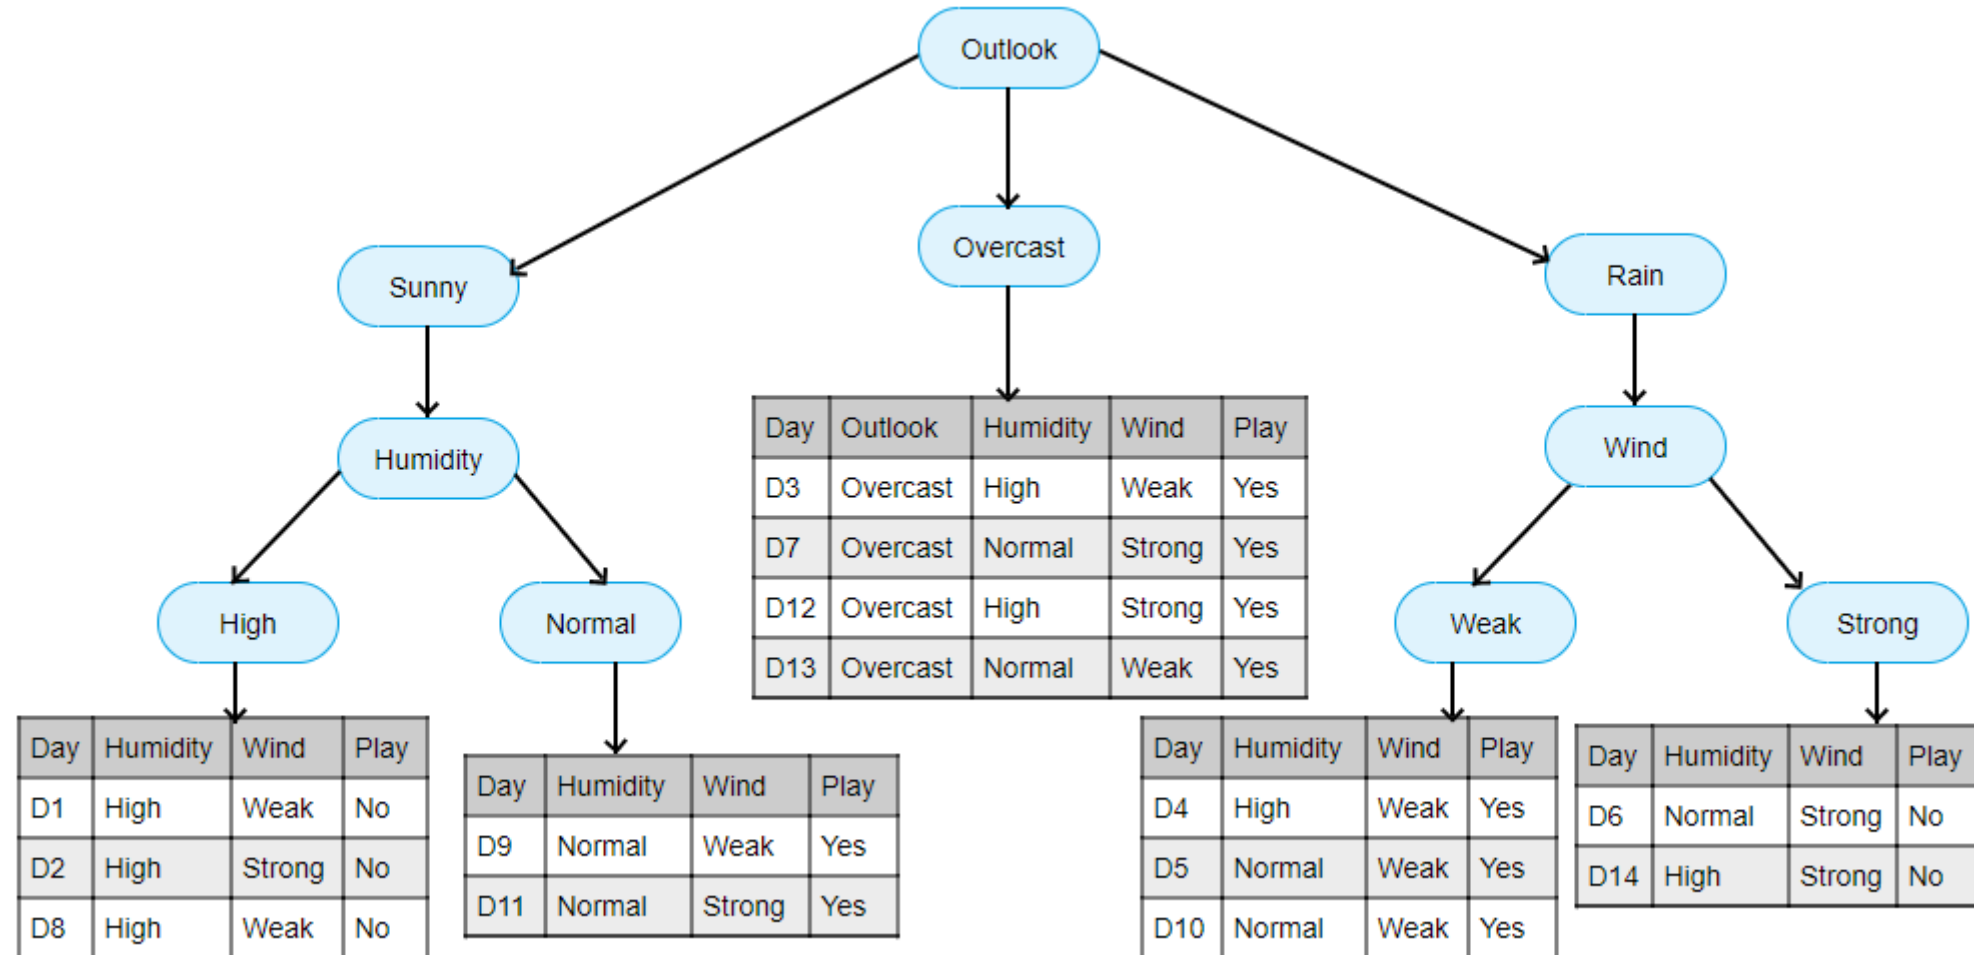 Outlook
Sunny
Overcast
Rain
Humidity
Wind
High
Normal
Weak
Strong
Day Outlook Humidity Wind Play
D3 Overcast High Weak Yes
D7 Overcast Normal Strong Yes
D12 Overcast High Strong Yes
D13 Overcast Normal Weak Yes
Day Humidity Wind Play
D1 High Weak No
D2 High Strong No
D8 High Weak No
Day Humidity Wind Play
D9 Normal Weak Yes
D11 Normal Strong Yes
Day Humidity Wind Play
D4 High Weak Yes
D5 Normal Weak Yes
D10 Normal Weak Yes
Day Humidity Wind Play
D6 Normal Strong No
D14 High Strong No